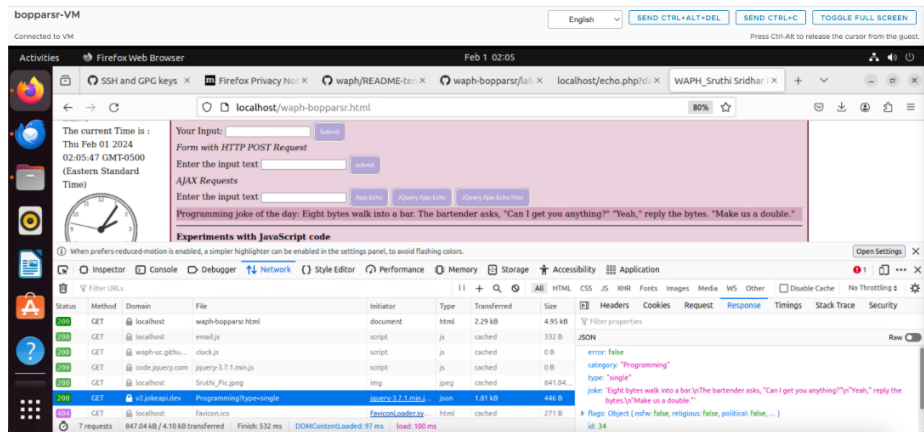 bopparsr-VM
English
SEND CTRL+ALT+DEL
SEND CTRL+C
TOGGLE FULL SCREEN
Connected to VM
Press Ctrl-Alt to release the cursor from the guest.
Activities
Firefox Web Browser
Feb 1 02:05
SSH and GPG keys
Firefox Privacy No
waph/README-te
waph-bopparsr/lab
localhost/echo.php?d
WAPH_Sruthi Sridhar
localhost/waph-bopparsr.html
80%
The current Time is :
Thu Feb 01 2024
02:05:47 GMT-0500
(Eastern Standard
Time)
Your Input:
Submit
Form with HTTP POST Request
Enter the input text
submit
AJAX Requests
Enter the input text
Ajax Echo
JQuery Ajax Echo
JQuery Ajax Echo Post
Programming joke of the day: Eight bytes walk into a bar. The bartender asks, "Can I get you anything?" "Yeah," reply the bytes. "Make us a double."
Experiments with JavaScript code
When prefers-reduced-motion is enabled, a simpler highlighter can be enabled in the settings panel, to avoid flashing colors.
Open Settings
Inspector
Console
Debugger
Network
Style Editor
Performance
Memory
Storage
Accessibility
Application
1
Filter URLs
All HTML CSS JS XHR Fonts Images Media WS Other
Disable Cache
No Throttling
Status Method Domain File Initiator Type Transferred Size
200 GET localhost waph-bopparsr.html document html 2.29 kB 4.95 kB
200 GET localhost email.js script js cached 332 B
200 GET waph-uc.githu... clock.js script js cached 0 B
200 GET code.jquery.com jquery-3.7.1.min.js script js cached 0 B
200 GET localhost Sruthi_Pic.jpeg img jpeg cached 841.04...
200 GET v2.jokeapi.dev Programming?type=single jquery-3.7.1.min.j... json 1.81 kB 446 B
404 GET localhost favicon.ico FaviconLoader.sy... html cached 271 B
7 requests 847.04 kB / 4.10 kB transferred Finish: 532 ms DOMContentLoaded: 97 ms load: 100 ms
Headers Cookies Request Response Timings Stack Trace Security
Filter properties
JSON
Raw
error: false
category: "Programming"
type: "single"
joke: "Eight bytes walk into a bar.\nThe bartender asks, "Can I get you anything?"\n"Yeah," reply the
bytes.\n"Make us a double.""
flags: Object { nsfw: false, religious: false, political: false, ... }
id: 34